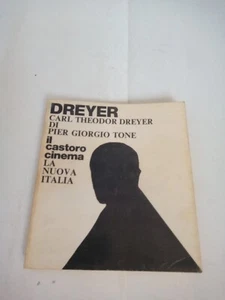 DREYER
CARL THEODOR DREYER
DI
PIER GIORGIO TONE
il
castoro
cinema
LA
NUOVA
ITALIA